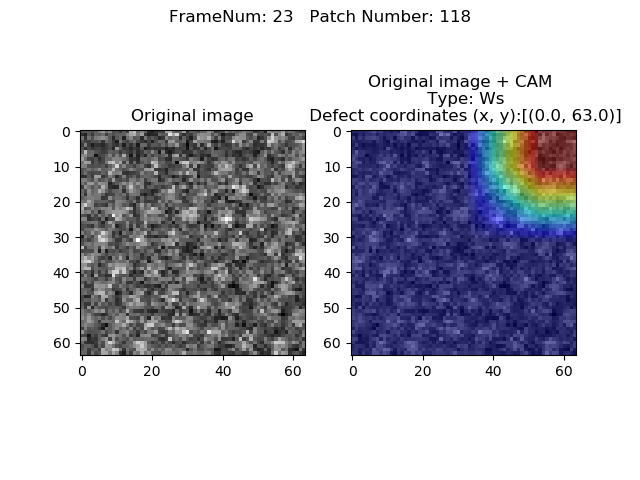 FrameNum: 23   Patch Number: 118
Original image
0
10
20
30
40
50
60
0 20 40 60
Original image + CAM
Type: Ws
Defect coordinates (x, y):[(0.0, 63.0)]
0
10
20
30
40
50
60
0 20 40 60